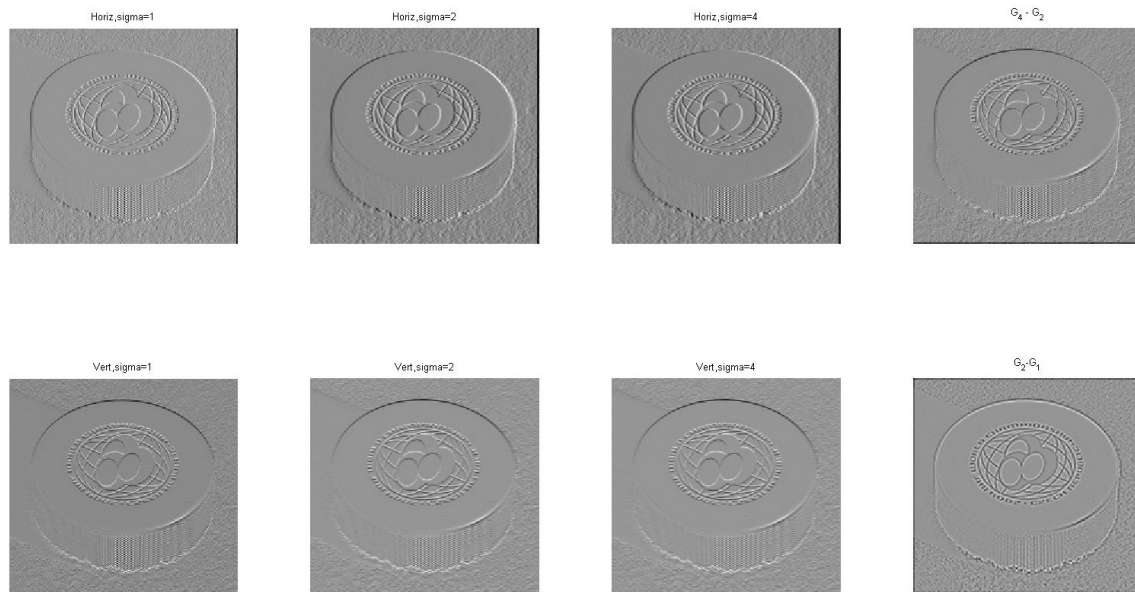 Horiz,sigma=1
Horiz,sigma=2
Horiz,sigma=4
G₄ - G₂
Vert,sigma=1
Vert,sigma=2
Vert,sigma=4
G₂-G₁